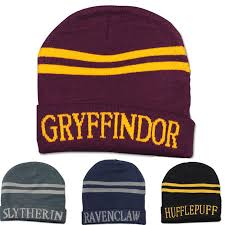 GRYFFINDOR
SLYTHERIN
RAVENCLAW
HUFFLEPUFF